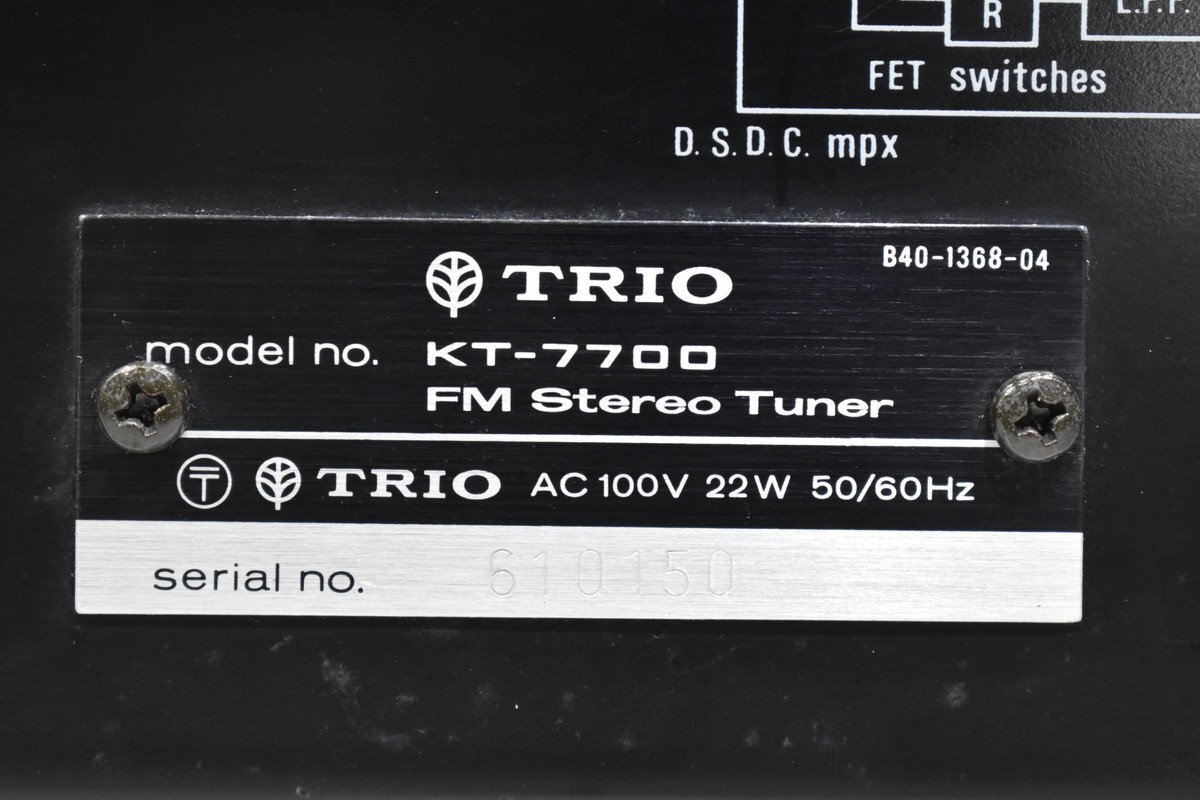 R
L.P.F.
FET switches
D. S. D. C. mpx
B40-1368-04
TRIO
model no. KT-7700
FM Stereo Tuner
〒 TRIO AC 100V 22W 50/60Hz
serial no. 610150